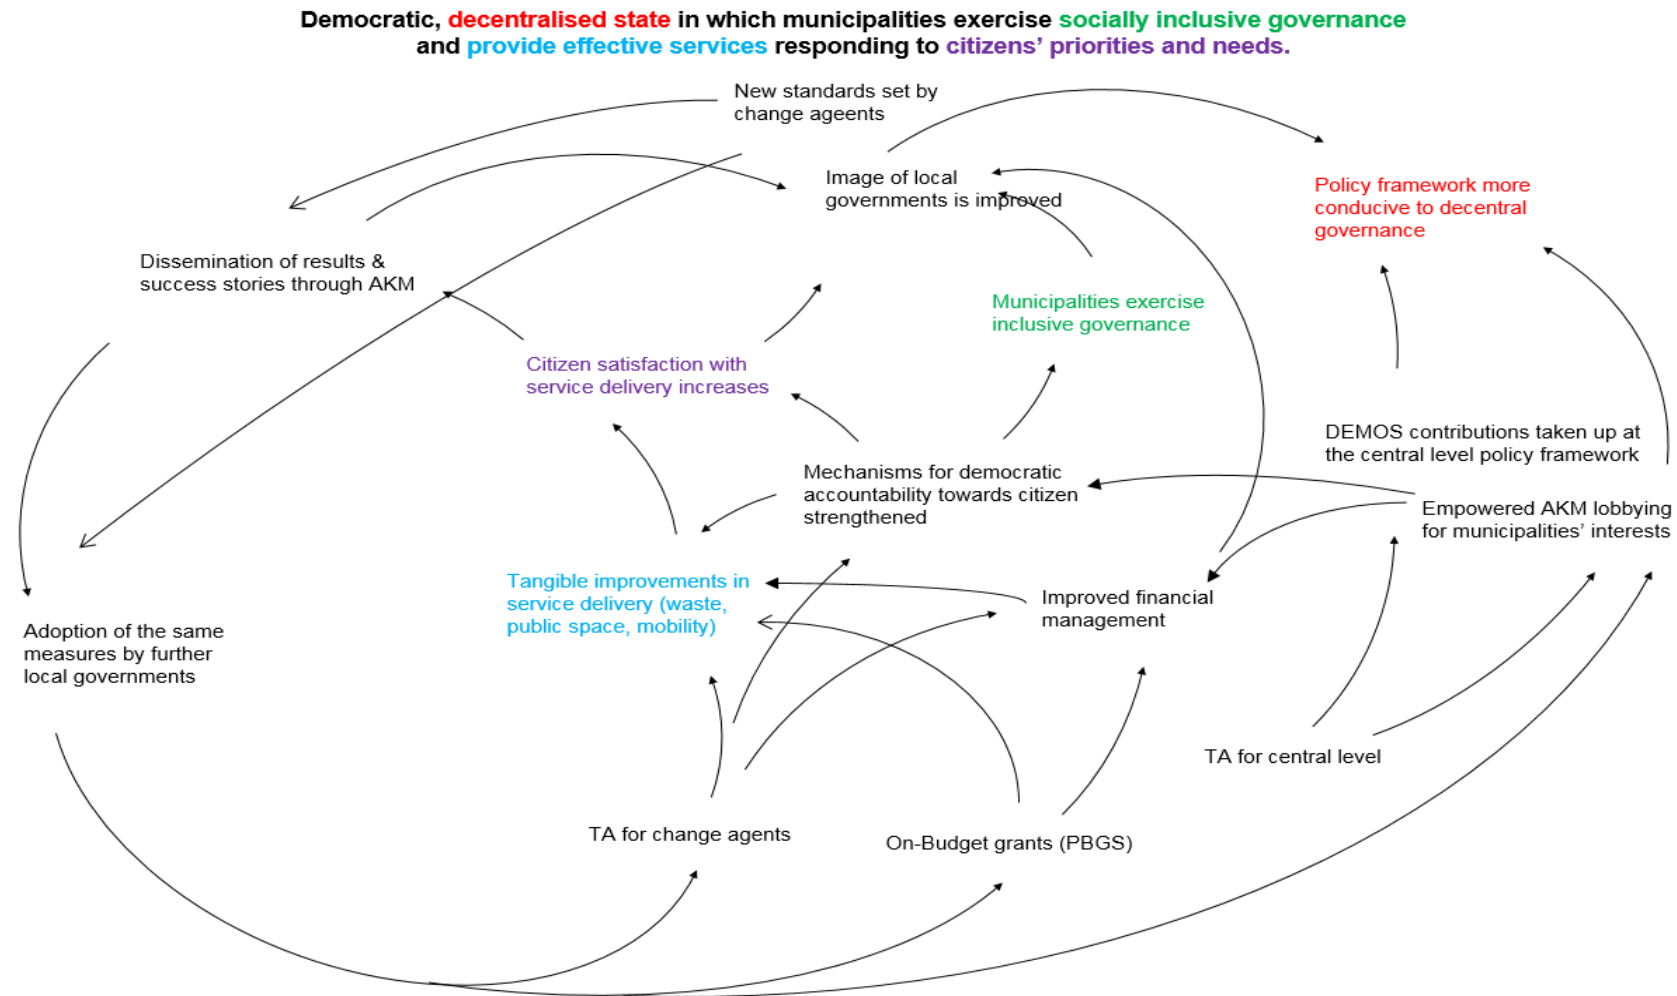 Democratic, decentralised state in which municipalities exercise socially inclusive governance
and provide effective services responding to citizens’ priorities and needs.
New standards set by
change ageents
Image of local
governments is improved
Policy framework more
conducive to decentral
governance
Dissemination of results &
success stories through AKM
Municipalities exercise
inclusive governance
Citizen satisfaction with
service delivery increases
DEMOS contributions taken up at
the central level policy framework
Mechanisms for democratic
accountability towards citizen
strengthened
Empowered AKM lobbying
for municipalities’ interests
Tangible improvements in
service delivery (waste,
public space, mobility)
Improved financial
management
Adoption of the same
measures by further
local governments
TA for central level
TA for change agents
On-Budget grants (PBGS)